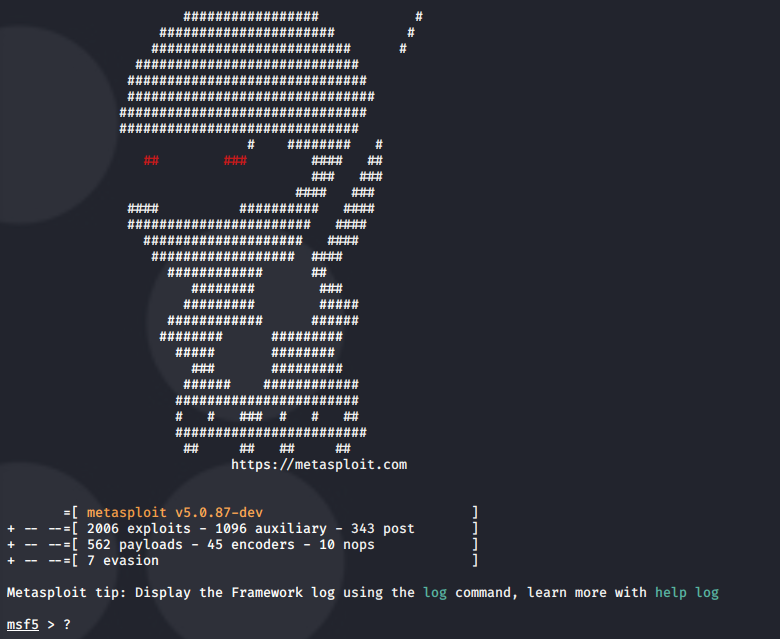 https://metasploit.com
=[ metasploit v5.0.87-dev ]
+ -- --=[ 2006 exploits - 1096 auxiliary - 343 post ]
+ -- --=[ 562 payloads - 45 encoders - 10 nops ]
+ -- --=[ 7 evasion ]
Metasploit tip: Display the Framework log using the log command, learn more with help log
msf5 > ?